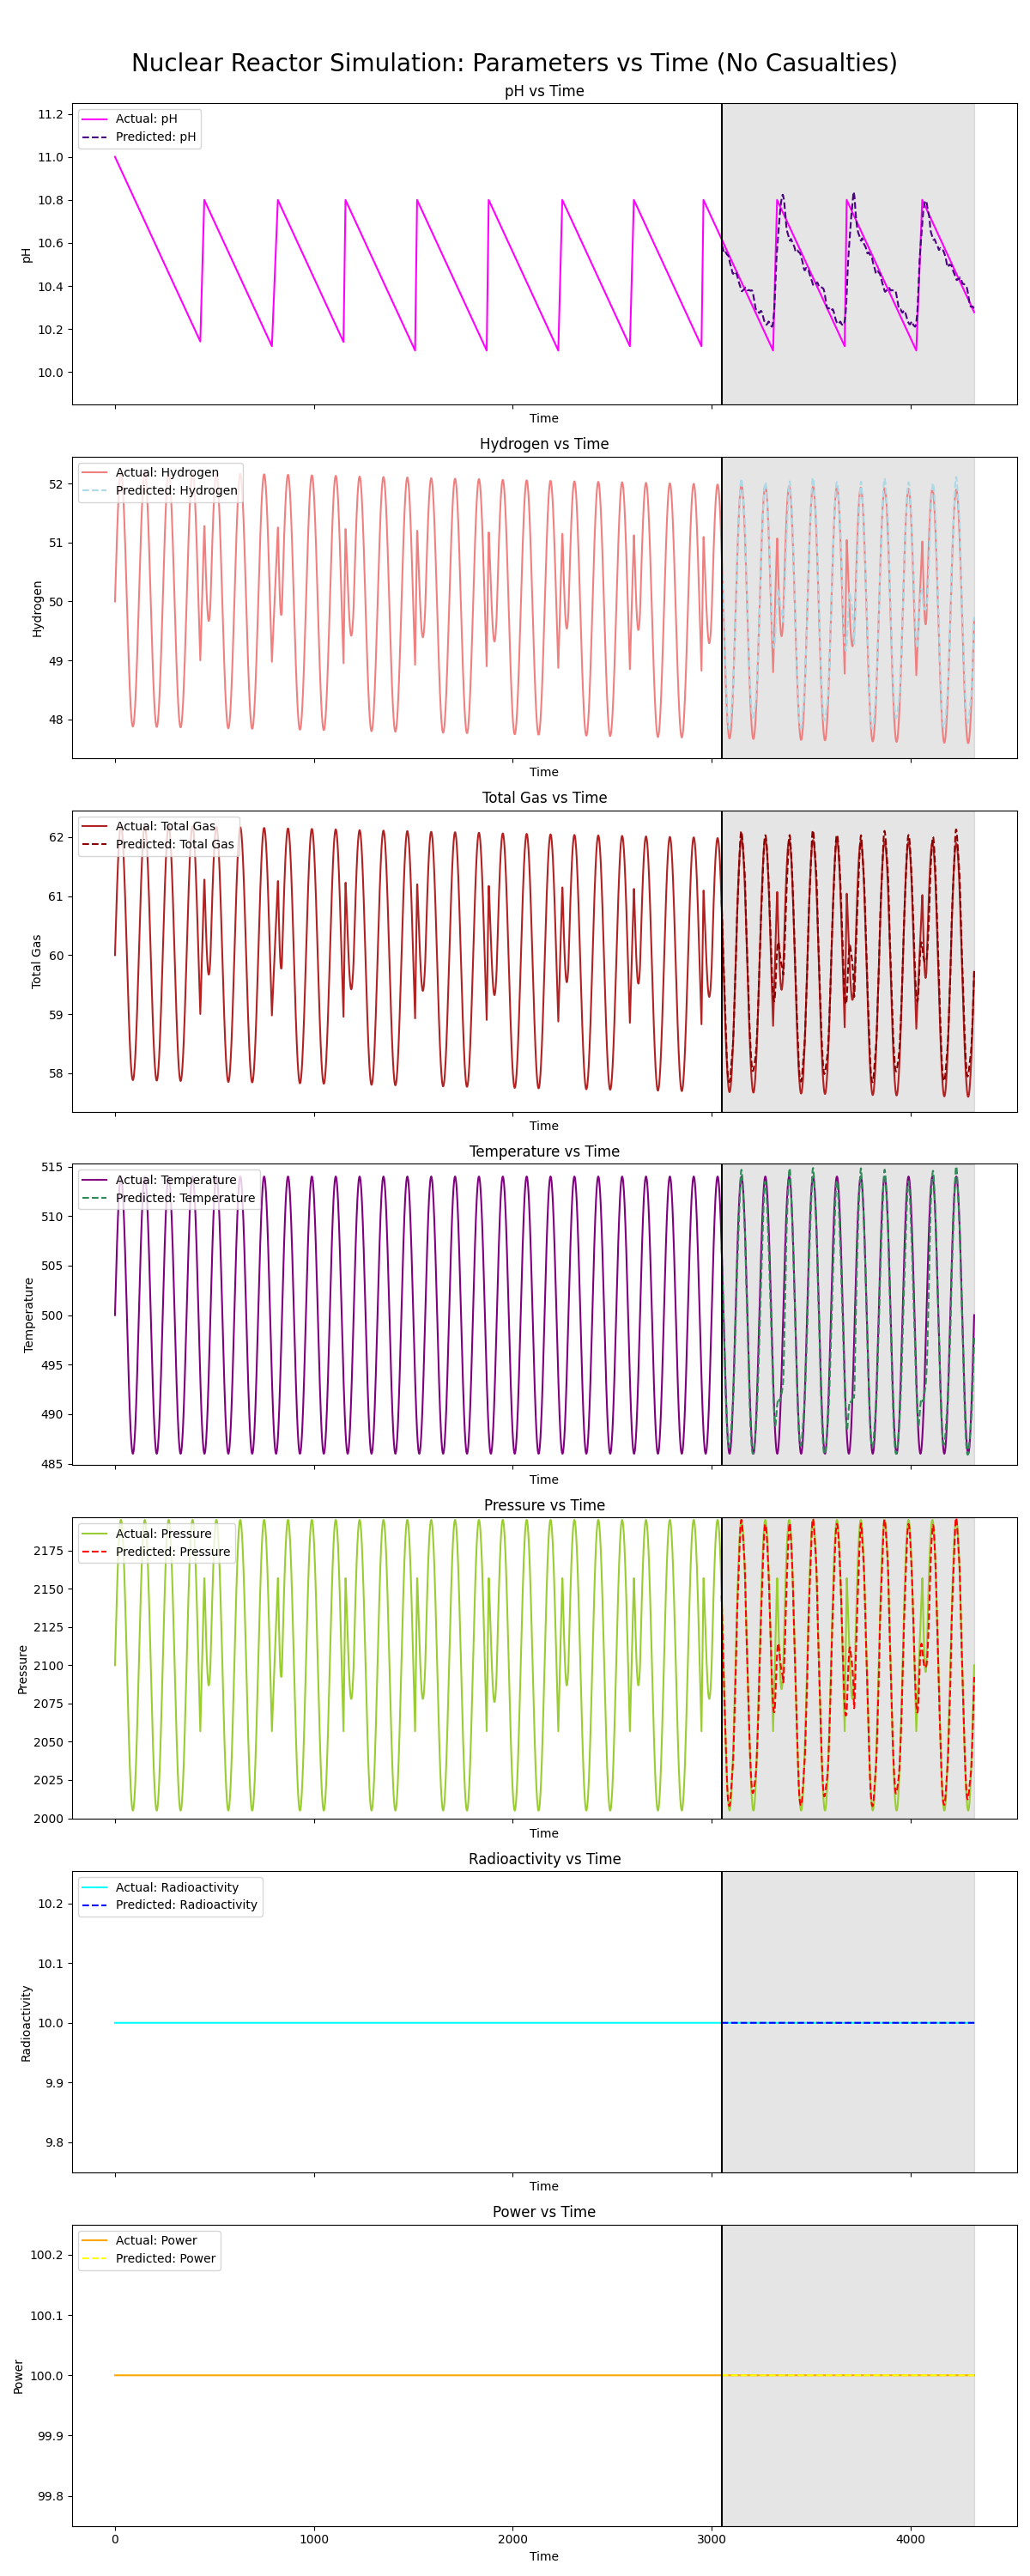 Nuclear Reactor Simulation: Parameters vs Time (No Casualties)
pH vs Time
Actual: pH
Predicted: pH
11.2
11.0
10.8
10.6
10.4
10.2
10.0
pH
Time
Hydrogen vs Time
Actual: Hydrogen
Predicted: Hydrogen
52
51
50
49
48
Hydrogen
Time
Total Gas vs Time
Actual: Total Gas
Predicted: Total Gas
62
61
60
59
58
Total Gas
Time
Temperature vs Time
Actual: Temperature
Predicted: Temperature
515
510
505
500
495
490
485
Temperature
Time
Pressure vs Time
Actual: Pressure
Predicted: Pressure
2175
2150
2125
2100
2075
2050
2025
2000
Pressure
Time
Radioactivity vs Time
Actual: Radioactivity
Predicted: Radioactivity
10.2
10.1
10.0
9.9
9.8
Radioactivity
Time
Power vs Time
Actual: Power
Predicted: Power
100.2
100.1
100.0
99.9
99.8
Power
0 1000 2000 3000 4000
Time